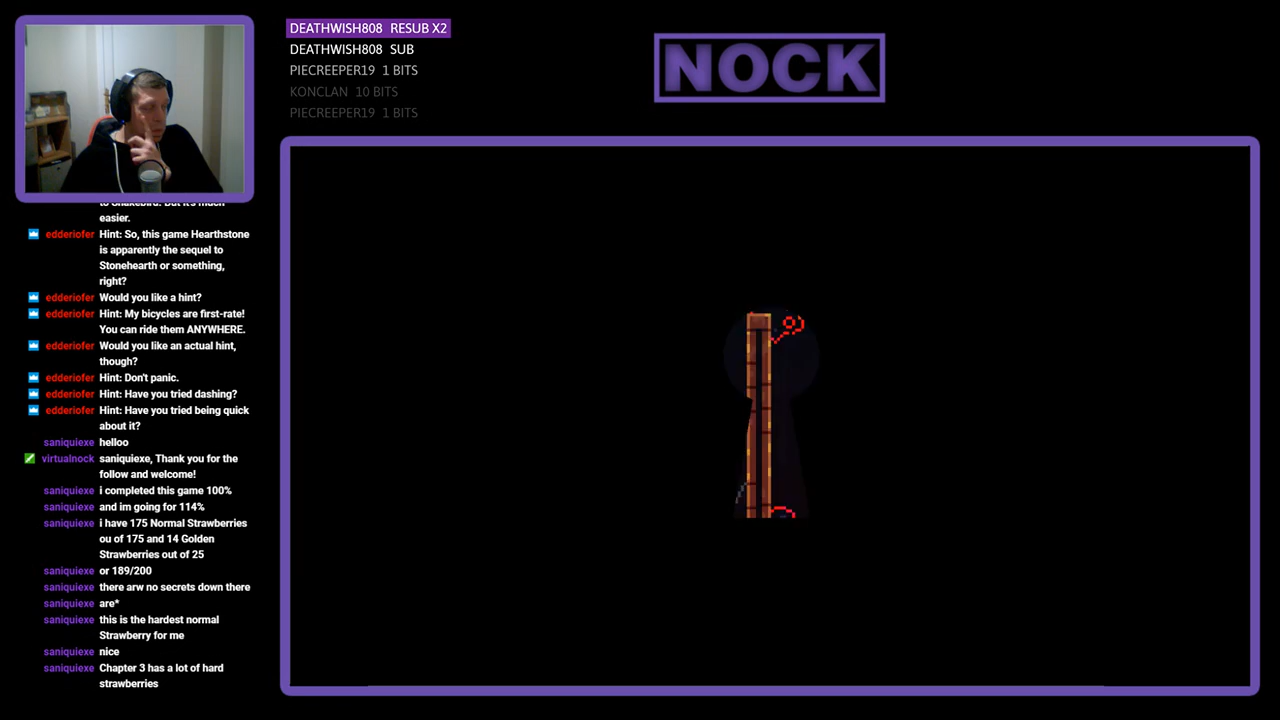 DEATHWISH808 RESUB X2
DEATHWISH808 SUB
PIECREEPER19 1 BITS
KONCLAN 10 BITS
PIECREEPER19 1 BITS
NOCK
easier.
edderiofer Hint: So, this game Hearthstone
is apparently the sequel to
Stonehearth or something,
right?
edderiofer Would you like a hint?
edderiofer Hint: My bicycles are first-rate!
You can ride them ANYWHERE.
edderiofer Would you like an actual hint,
though?
edderiofer Hint: Don't panic.
edderiofer Hint: Have you tried dashing?
edderiofer Hint: Have you tried being quick
about it?
saniquiexe helloo
virtualnock saniquiexe, Thank you for the
follow and welcome!
saniquiexe i completed this game 100%
saniquiexe and im going for 114%
saniquiexe i have 175 Normal Strawberries
ou of 175 and 14 Golden
Strawberries out of 25
saniquiexe or 189/200
saniquiexe there arw no secrets down there
saniquiexe are*
saniquiexe this is the hardest normal
Strawberry for me
saniquiexe nice
saniquiexe Chapter 3 has a lot of hard
strawberries